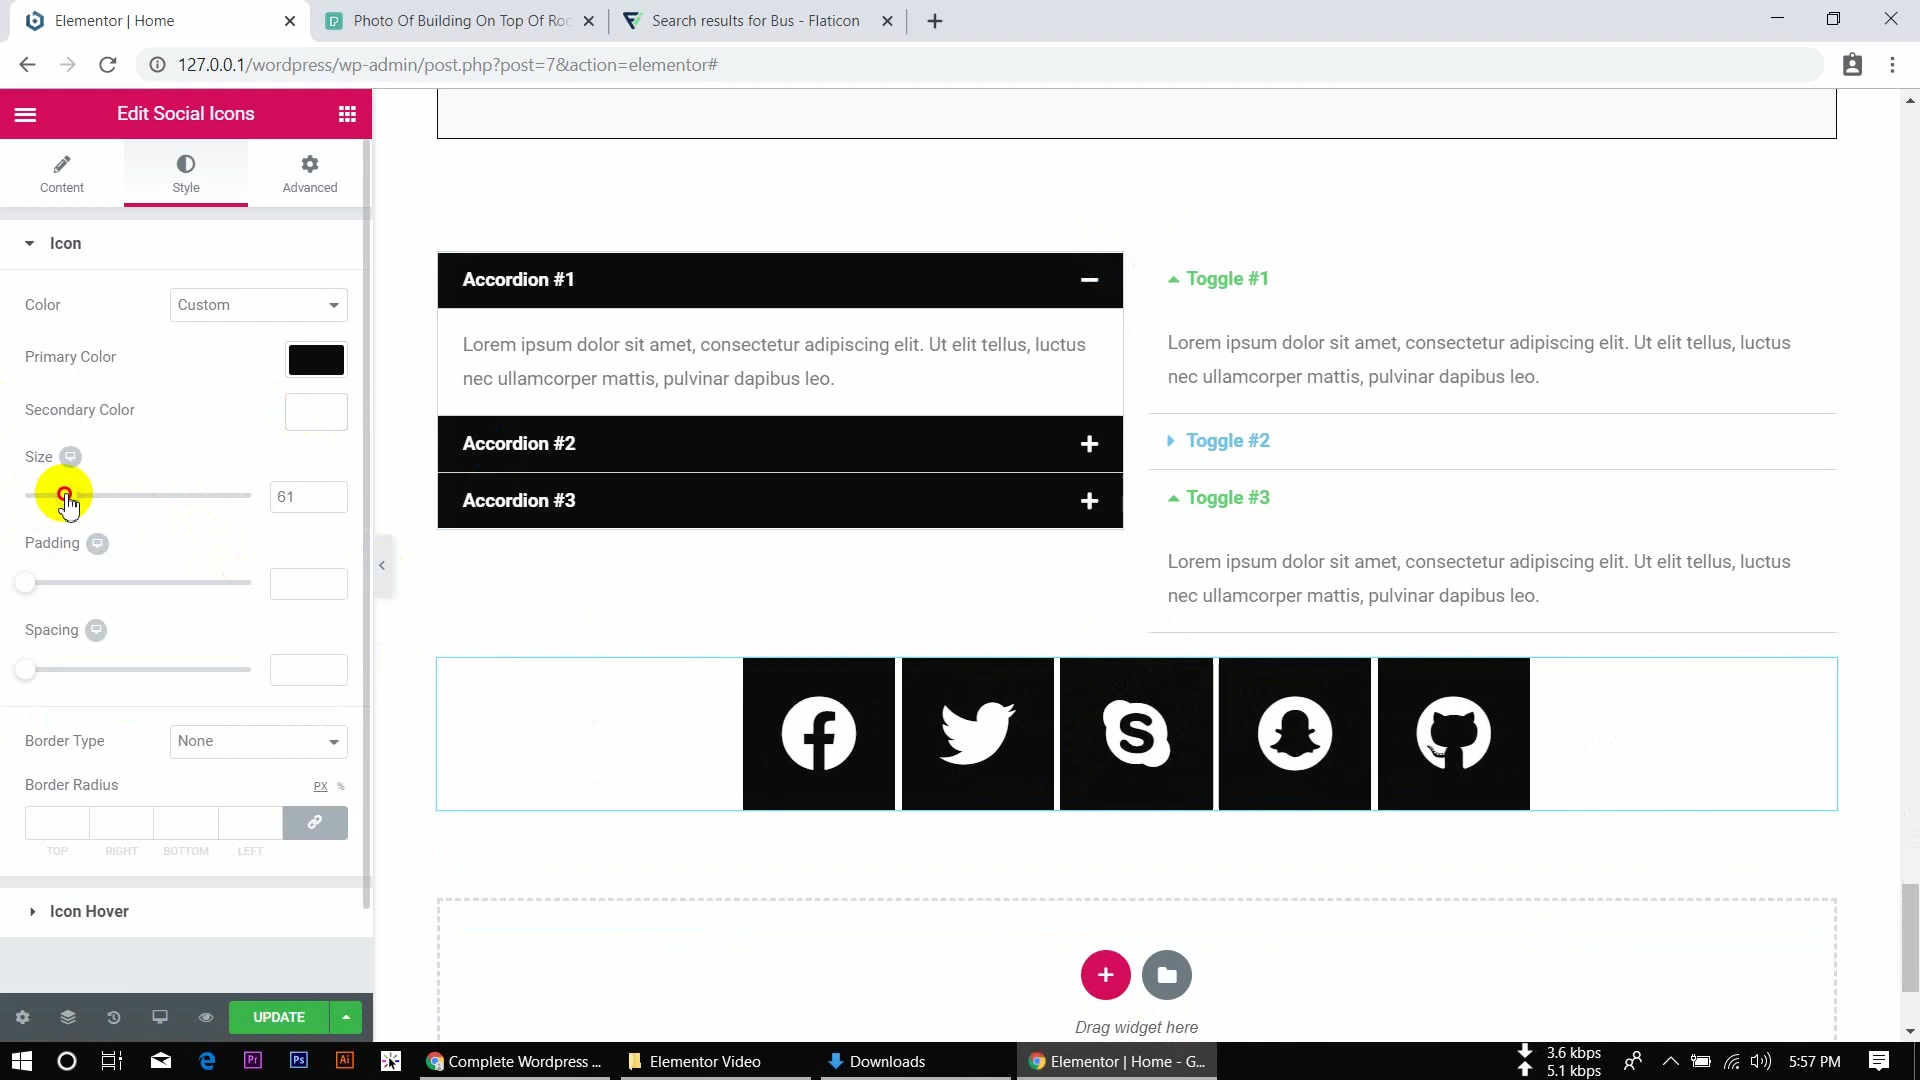 Elementor | Home
Photo Of Building On Top Of Roc
Search results for Bus - Flaticon
127.0.0.1/wordpress/wp-admin/post.php?post=7&action=elementor#
Edit Social Icons
Content
Style
Advanced
Icon
Color
Custom
Primary Color
Secondary Color
Size
61
Padding
Spacing
Border Type
None
Border Radius
PX %
TOP RIGHT BOTTOM LEFT
Icon Hover
UPDATE
Accordion #1
Lorem ipsum dolor sit amet, consectetur adipiscing elit. Ut elit tellus, luctus
nec ullamcorper mattis, pulvinar dapibus leo.
Accordion #2
Accordion #3
Toggle #1
Lorem ipsum dolor sit amet, consectetur adipiscing elit. Ut elit tellus, luctus
nec ullamcorper mattis, pulvinar dapibus leo.
Toggle #2
Toggle #3
Lorem ipsum dolor sit amet, consectetur adipiscing elit. Ut elit tellus, luctus
nec ullamcorper mattis, pulvinar dapibus leo.
Drag widget here
Pr
Ps
Ai
Complete Wordpress ...
Elementor Video
Downloads
Elementor | Home - G...
3.6 kbps
5.1 kbps
5:57 PM